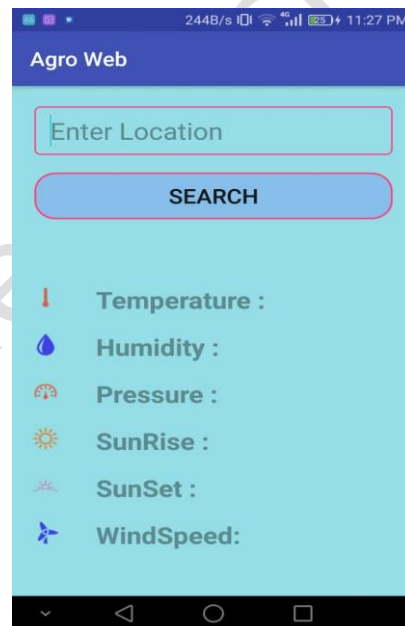 244B/s 4G 25 11:27 PM
Agro Web
Enter Location
SEARCH
Temperature :
Humidity :
Pressure :
SunRise :
SunSet :
WindSpeed: